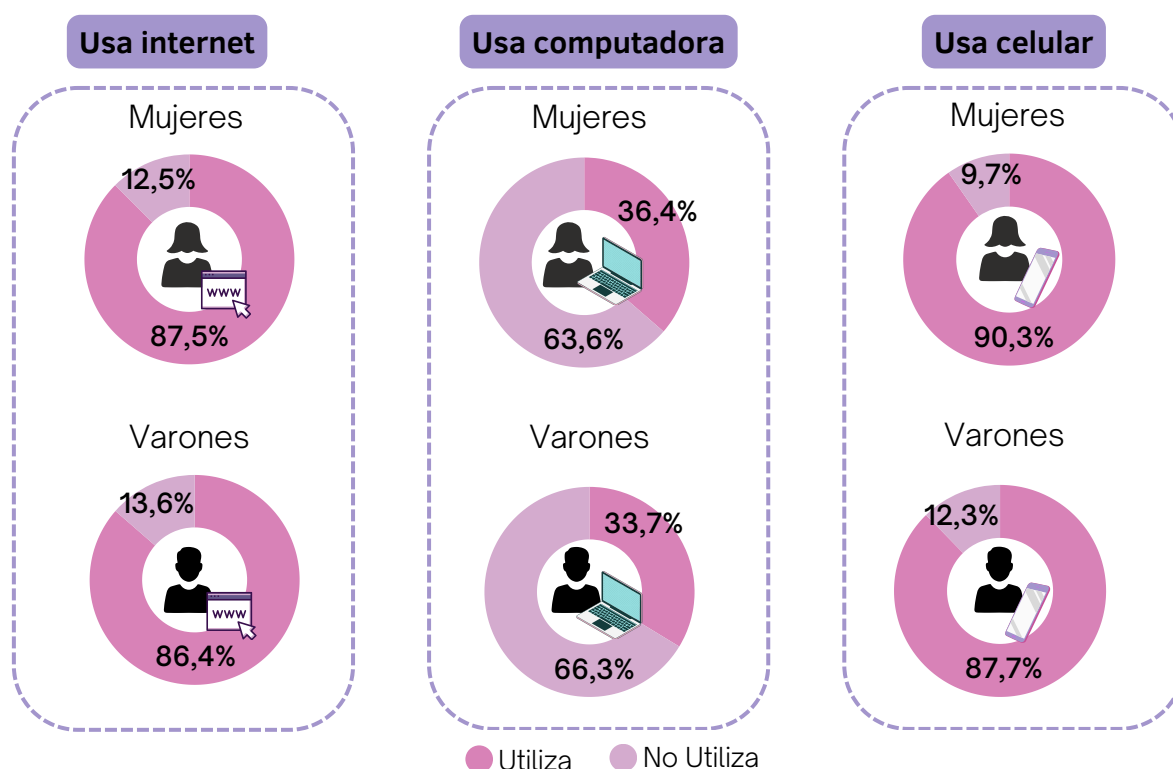 Usa internet
Mujeres
12,5%
WWW
87,5%
Varones
13,6%
WWW
86,4%
Usa computadora
Mujeres
36,4%
63,6%
Varones
33,7%
66,3%
Usa celular
Mujeres
9,7%
90,3%
Varones
12,3%
87,7%
Utiliza
No Utiliza